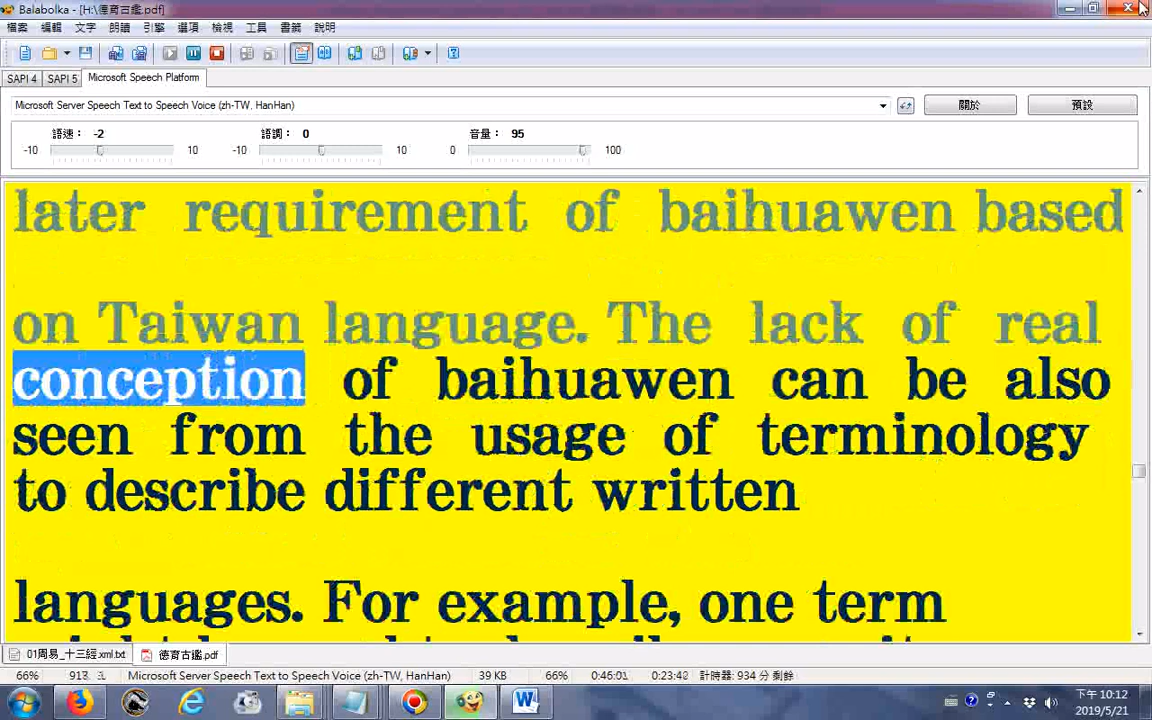 Balabolka - [H:\德育古鑑.pdf]
檔案 編輯 文字 朗讀 引擎 選項 檢視 工具 書籤 說明
SAPI 4 SAPI 5 Microsoft Speech Platform
Microsoft Server Speech Text to Speech Voice (zh-TW, HanHan) 關於 預設
語速： -2 語調： 0 音量： 95
-10 10 -10 10 0 100
later requirement of baihuawen based
on Taiwan language. The lack of real
conception of baihuawen can be also
seen from the usage of terminology
to describe different written
languages. For example, one term
01周易_十三經.xml.txt 德育古鑑.pdf
66% Microsoft Server Speech Text to Speech Voice (zh-TW, HanHan) 39 KB 66% 0:46:01 0:23:42 計時器: 934 分 剩餘
下午 10:12
2019/5/21